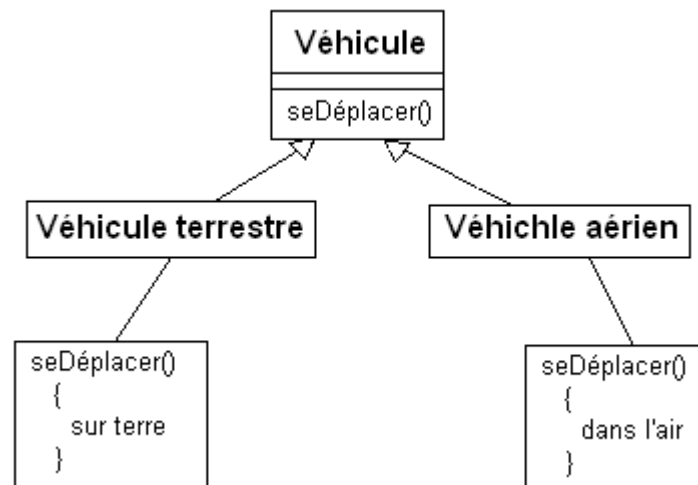 Véhicule
seDéplacer()
Véhicule terrestre
Véhichle aérien
seDéplacer()
{
sur terre
}
seDéplacer()
{
dans l'air
}